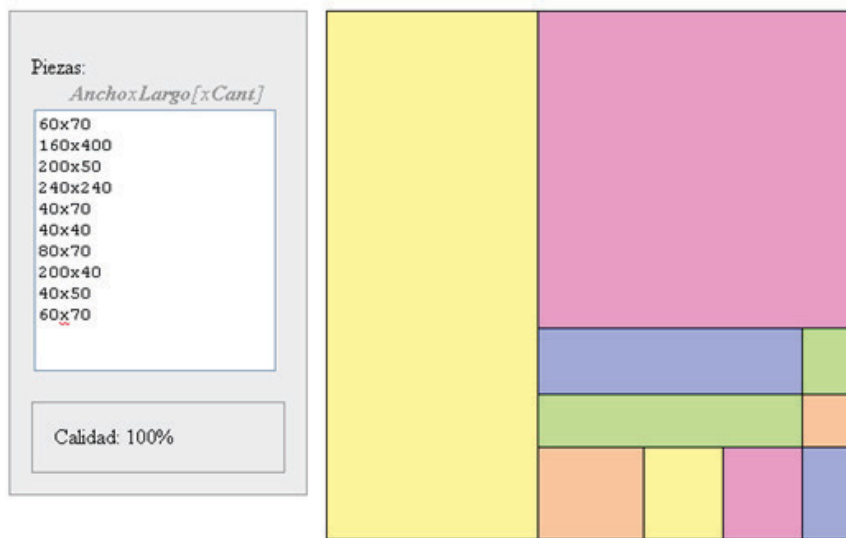 Piezas:
AnchoxLargo[xCant]
60x70
160x400
200x50
240x240
40x70
40x40
80x70
200x40
40x50
60x70
Calidad: 100%